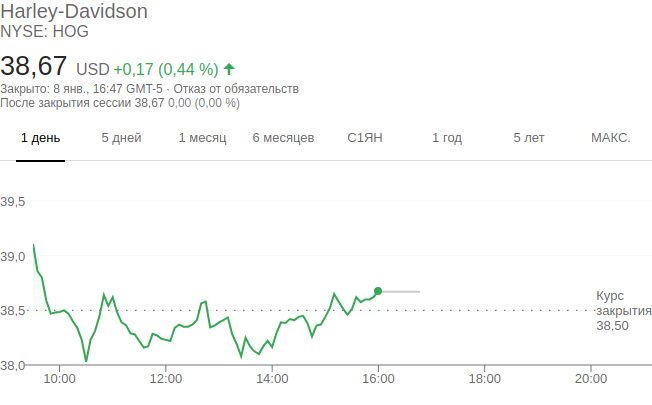 Harley-Davidson
NYSE: HOG
38,67 USD +0,17 (0,44 %)
Закрыто: 8 янв., 16:47 GMT-5 · Отказ от обязательств
После закрытия сессии 38,67 0,00 (0,00 %)
1 день 5 дней 1 месяц 6 месяцев С1ЯН 1 год 5 лет МАКС.
39,5
39,0
38,5
38,0
Курс
закрытия
38,50
10:00 12:00 14:00 16:00 18:00 20:00